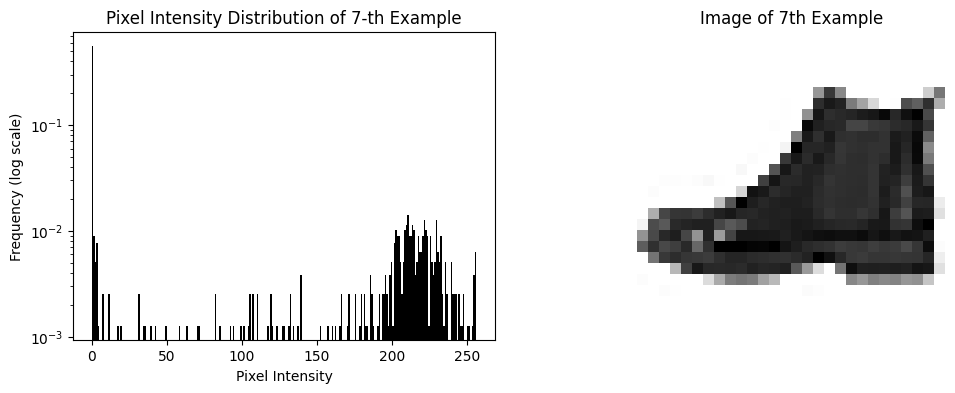 Pixel Intensity Distribution of 7-th Example
Frequency (log scale)
10⁻¹
10⁻²
10⁻³
0 50 100 150 200 250
Pixel Intensity
Image of 7th Example